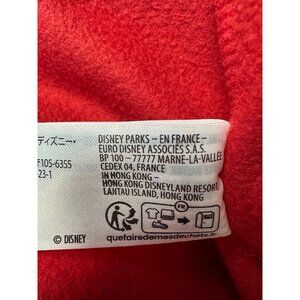 ディズニー・
DISNEY PARKS – EN FRANCE –
EURO DISNEY ASSOCIÉS S.A.S.
BP 100 – 77777 MARNE-LA-VALLÉE
F105-6355
CEDEX 04, FRANCE
23-1
IN HONG KONG –
HONG KONG DISNEYLAND RESORT,
LANTAU ISLAND, HONG KONG
FR
© DISNEY
quefairedemesdechets.fr